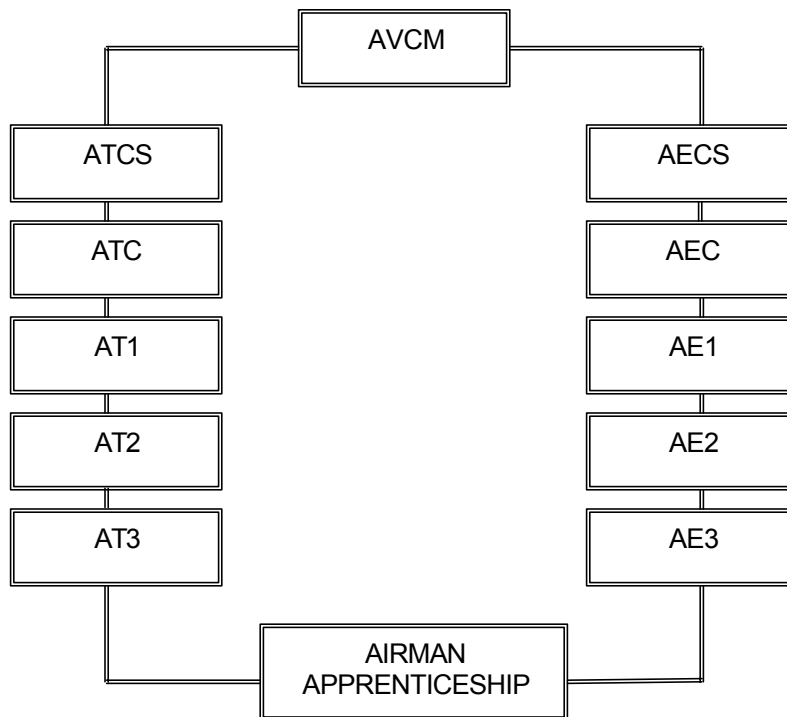 AVCM
ATCS
AECS
ATC
AEC
AT1
AE1
AT2
AE2
AT3
AE3
AIRMAN
APPRENTICESHIP